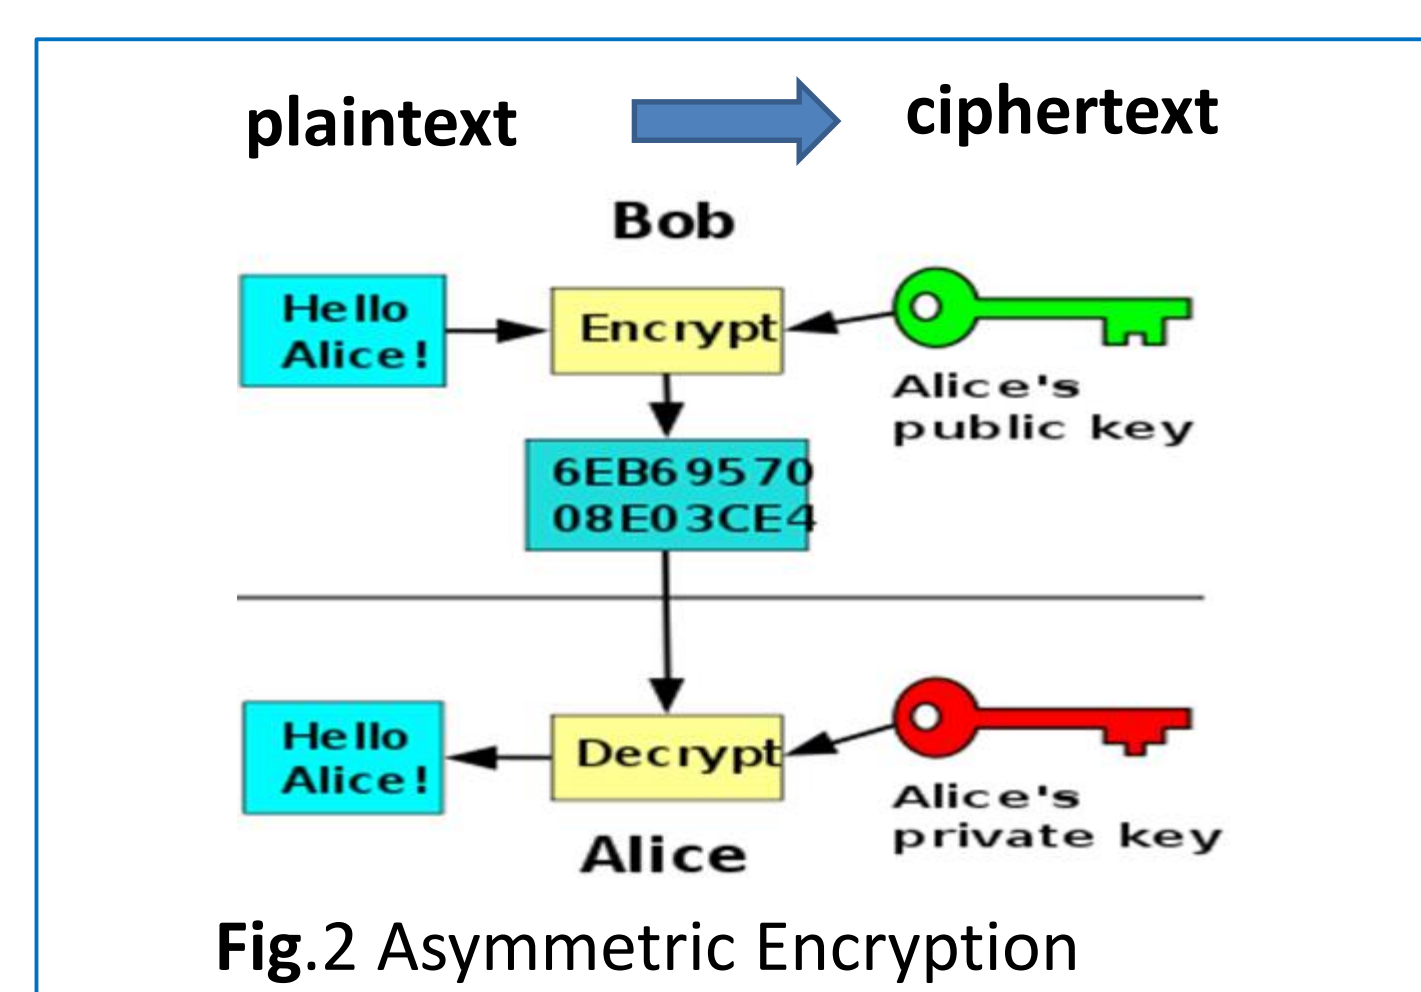 plaintext ciphertext
Bob
Hello
Alice!
Encrypt
Alice's
public key
6EB69570
08E03CE4
Hello
Alice!
Decrypt
Alice's
private key
Alice
Fig.2 Asymmetric Encryption